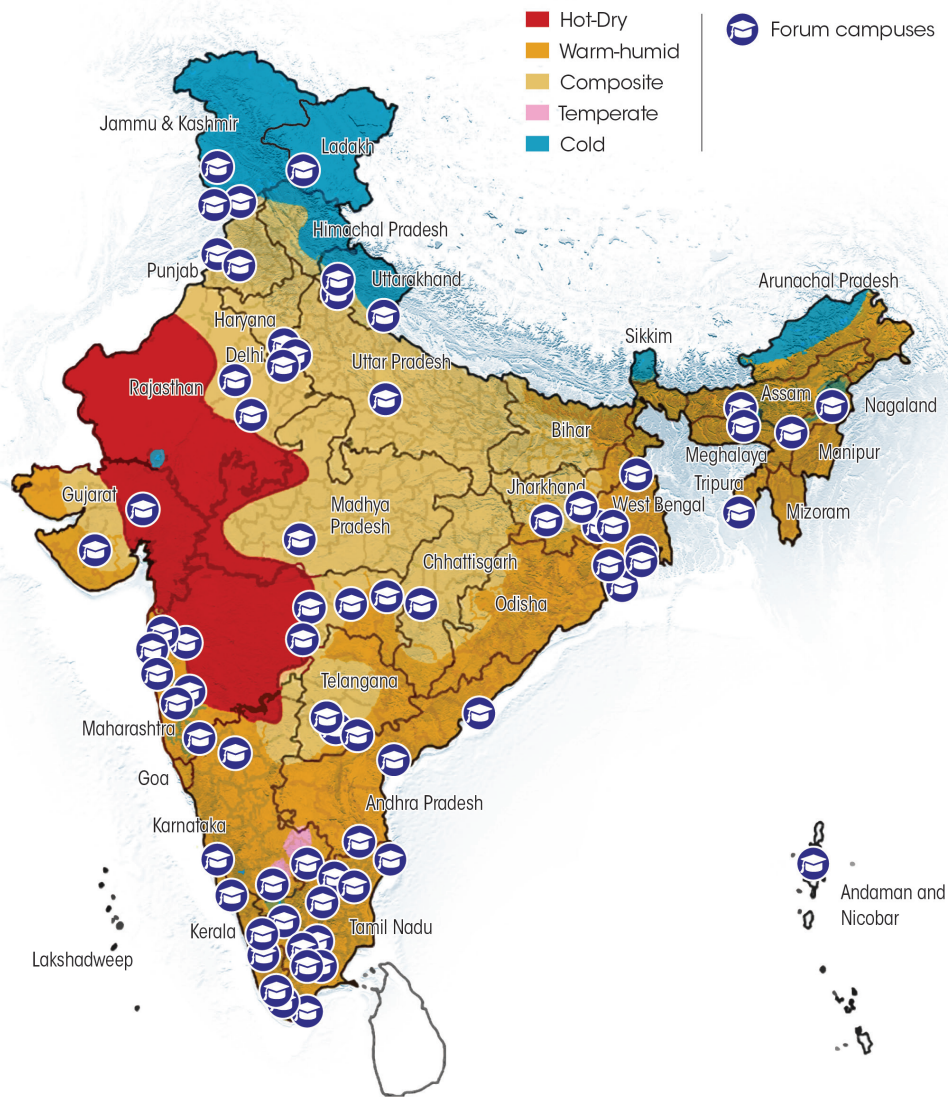 Hot-Dry
Warm-humid
Composite
Temperate
Cold
Forum campuses
Jammu & Kashmir
Ladakh
Himachal Pradesh
Punjab
Uttarakhand
Arunachal Pradesh
Haryana
Sikkim
Delhi
Uttar Pradesh
Rajasthan
Assam
Nagaland
Bihar
Meghalaya
Manipur
Gujarat
Jharkhand
Tripura
Madhya
Pradesh
West Bengal
Mizoram
Chhattisgarh
Odisha
Telangana
Maharashtra
Goa
Andhra Pradesh
Karnataka
Andaman and
Nicobar
Kerala
Tamil Nadu
Lakshadweep